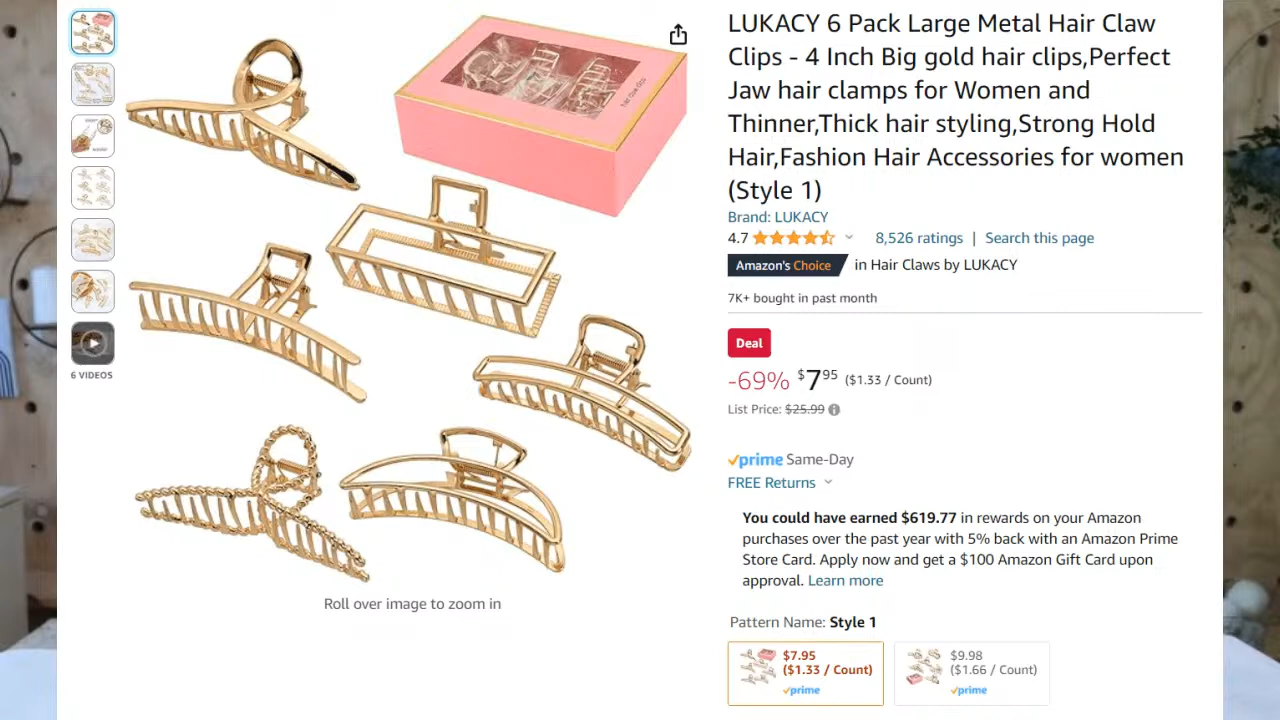 LUKACY 6 Pack Large Metal Hair Claw
Clips - 4 Inch Big gold hair clips,Perfect
Jaw hair clamps for Women and
Thinner,Thick hair styling,Strong Hold
Hair,Fashion Hair Accessories for women
(Style 1)
Brand: LUKACY
4.7
8,526 ratings | Search this page
Amazon's Choice in Hair Claws by LUKACY
7K+ bought in past month
Deal
-69% $7 95 ($1.33 / Count)
List Price: $25.99
prime Same-Day
FREE Returns
You could have earned $619.77 in rewards on your Amazon
purchases over the past year with 5% back with an Amazon Prime
Store Card. Apply now and get a $100 Amazon Gift Card upon
approval. Learn more
Pattern Name: Style 1
$7.95
($1.33 / Count)
prime
$9.98
($1.66 / Count)
prime
6 VIDEOS
hair claw clips
Roll over image to zoom in